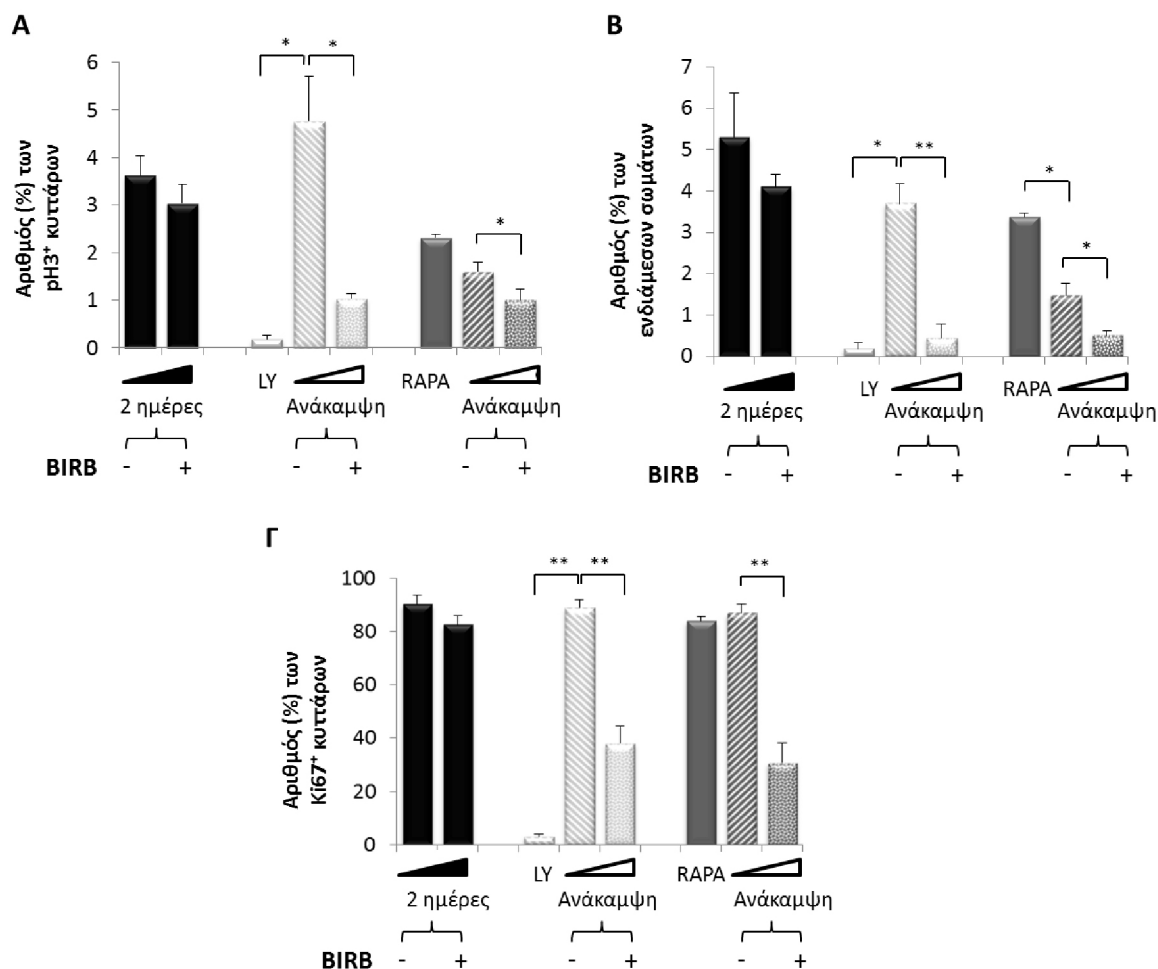 Α
Αριθμός (%) των
pH3⁺ κυττάρων
6
5
4
3
2
1
0
* *
*
LY
RAPA
2 ημέρες
Ανάκαμψη
Ανάκαμψη
BIRB - + - + - +
Β
Αριθμός (%) των
ενδιάμεσων σωμάτων
7
6
5
4
3
2
1
0
* **
*
*
LY
RAPA
2 ημέρες
Ανάκαμψη
Ανάκαμψη
BIRB - + - + - +
Γ
Αριθμός (%) των
Ki67⁺ κυττάρων
100
80
60
40
20
0
** **
**
LY
RAPA
2 ημέρες
Ανάκαμψη
Ανάκαμψη
BIRB - + - + - +